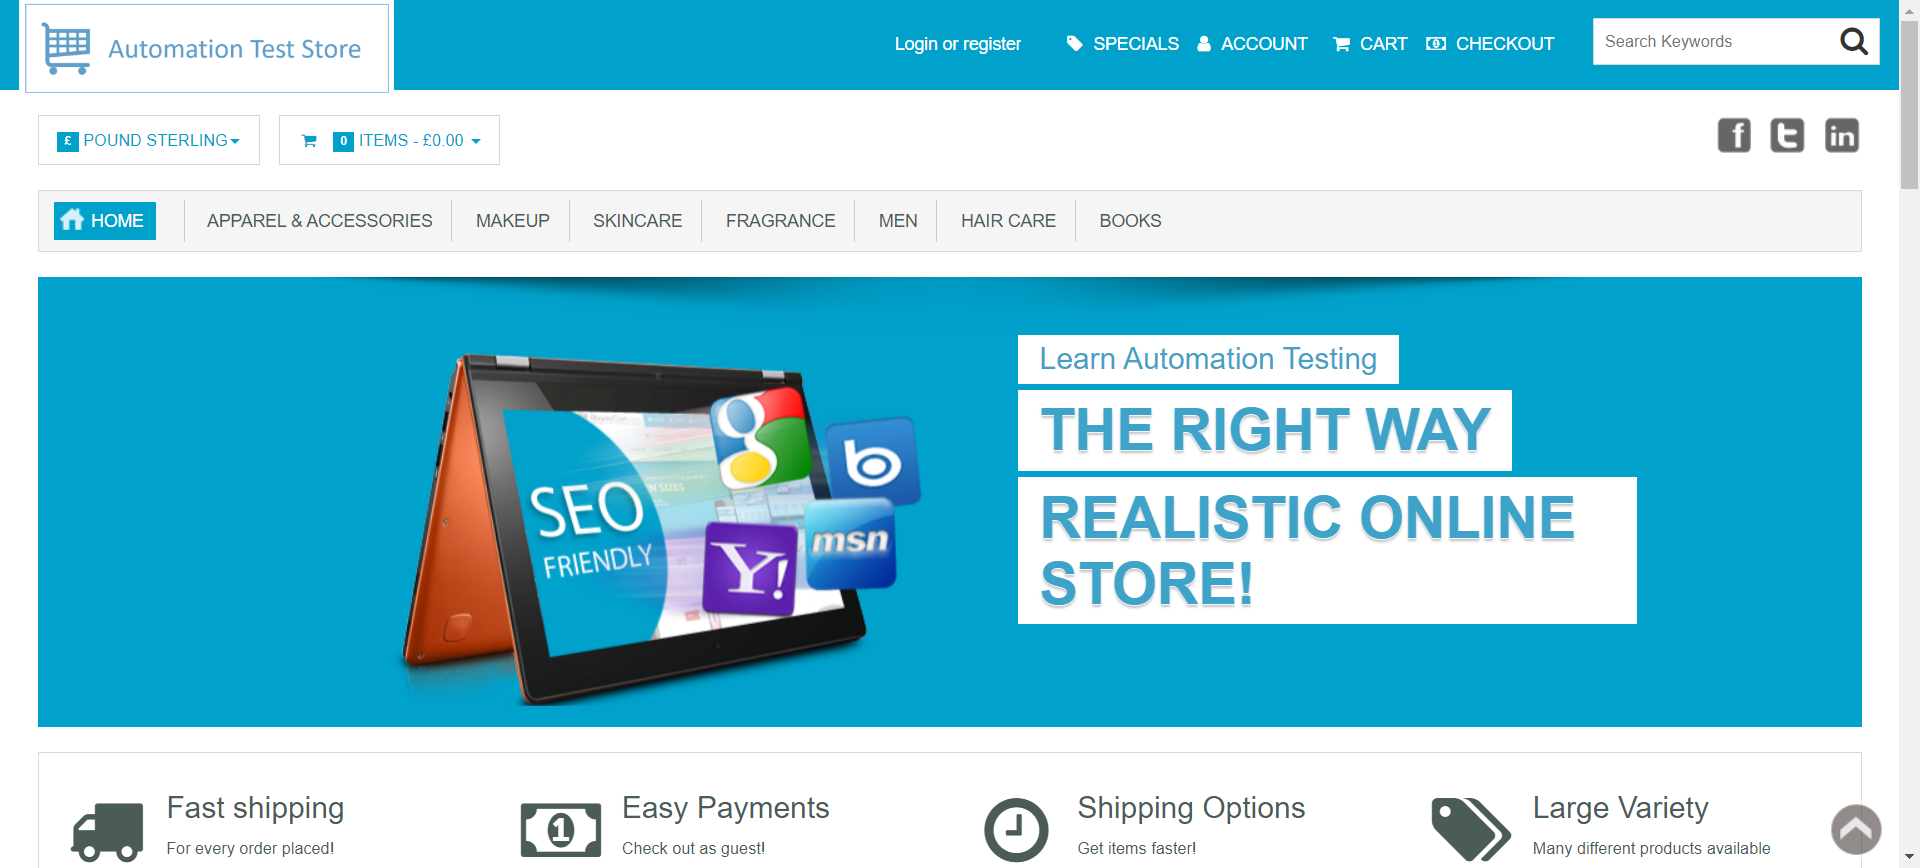 Automation Test Store
Login or register
SPECIALS
ACCOUNT
CART
CHECKOUT
Search Keywords
£ POUND STERLING
0 ITEMS - £0.00
HOME
APPAREL & ACCESSORIES
MAKEUP
SKINCARE
FRAGRANCE
MEN
HAIR CARE
BOOKS
Learn Automation Testing
THE RIGHT WAY
REALISTIC ONLINE
STORE!
SEO
FRIENDLY
g
b
msn
Y!
Fast shipping
For every order placed!
Easy Payments
Check out as guest!
Shipping Options
Get items faster!
Large Variety
Many different products available